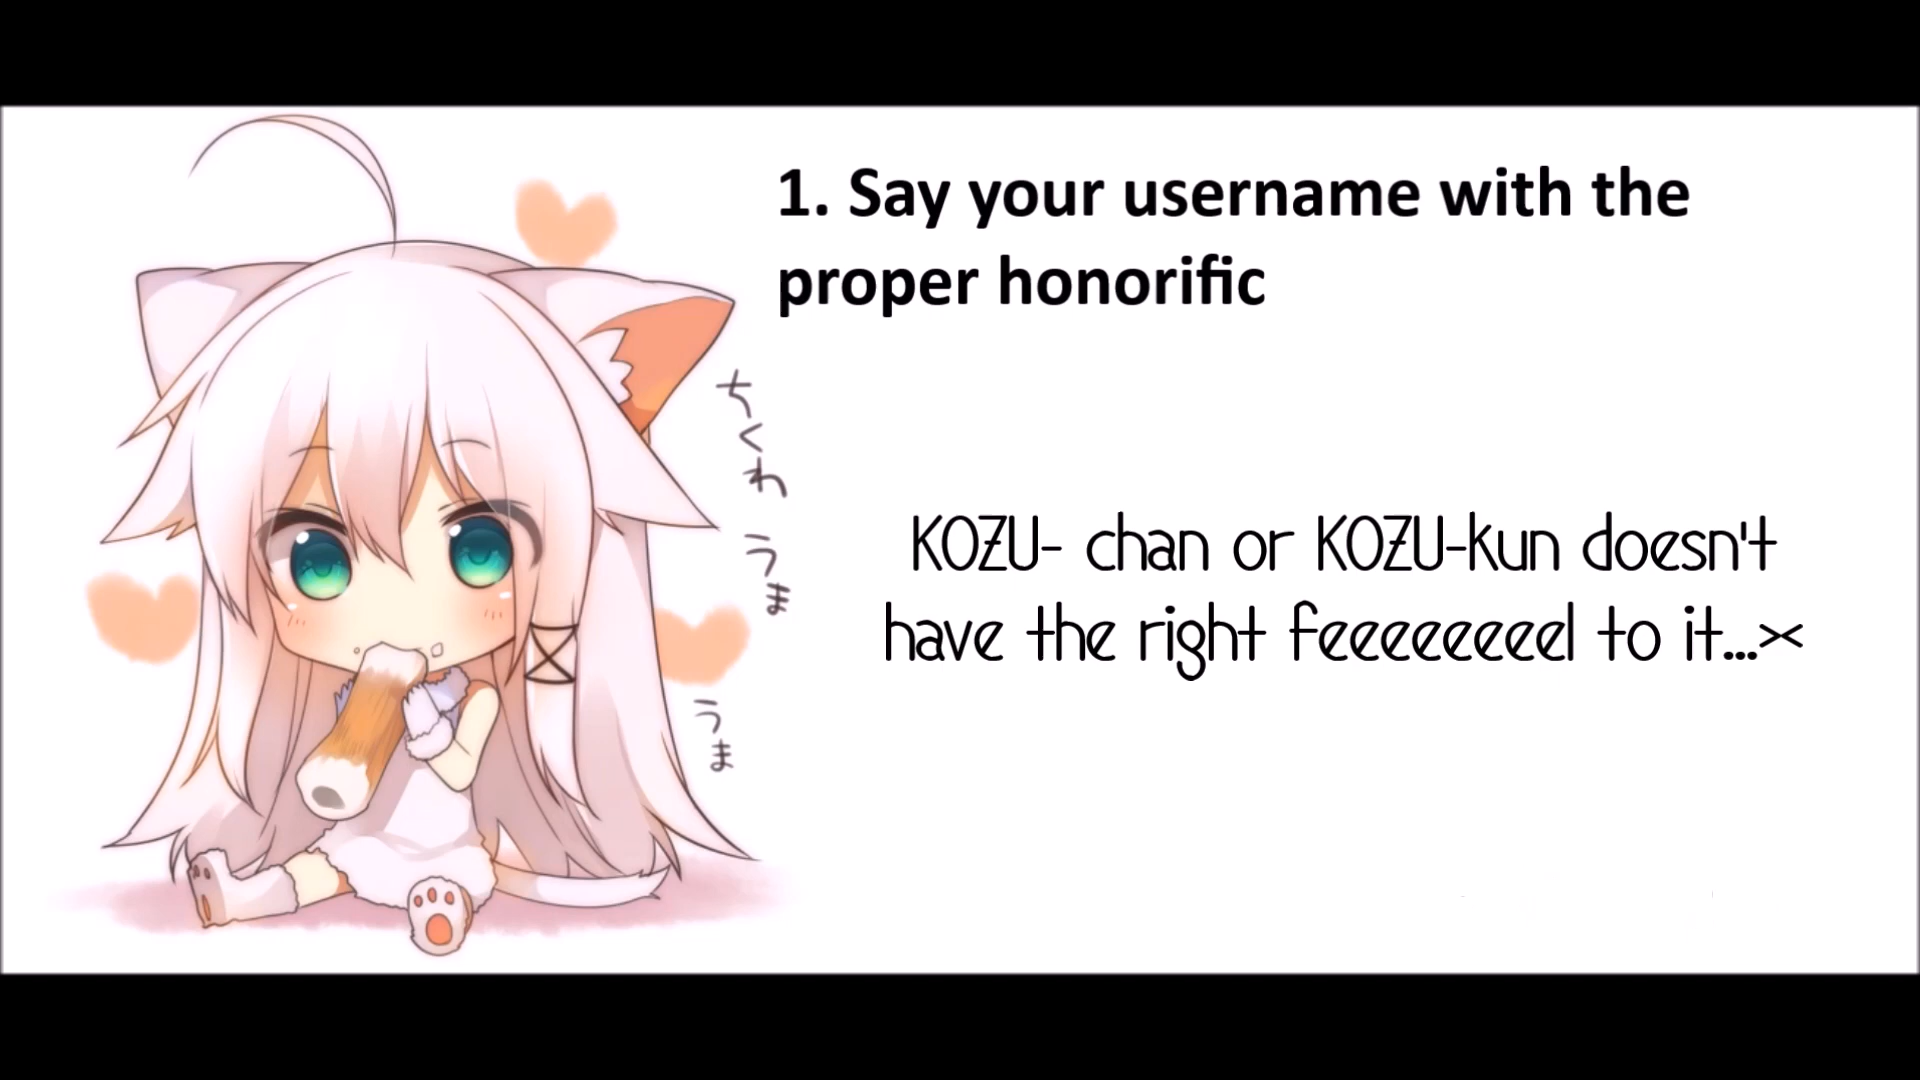 1. Say your username with the
proper honorific
ちくわ
うま
うま
KOZU- chan or KOZU-kun doesn't
have the right feeeeeeeel to it...><